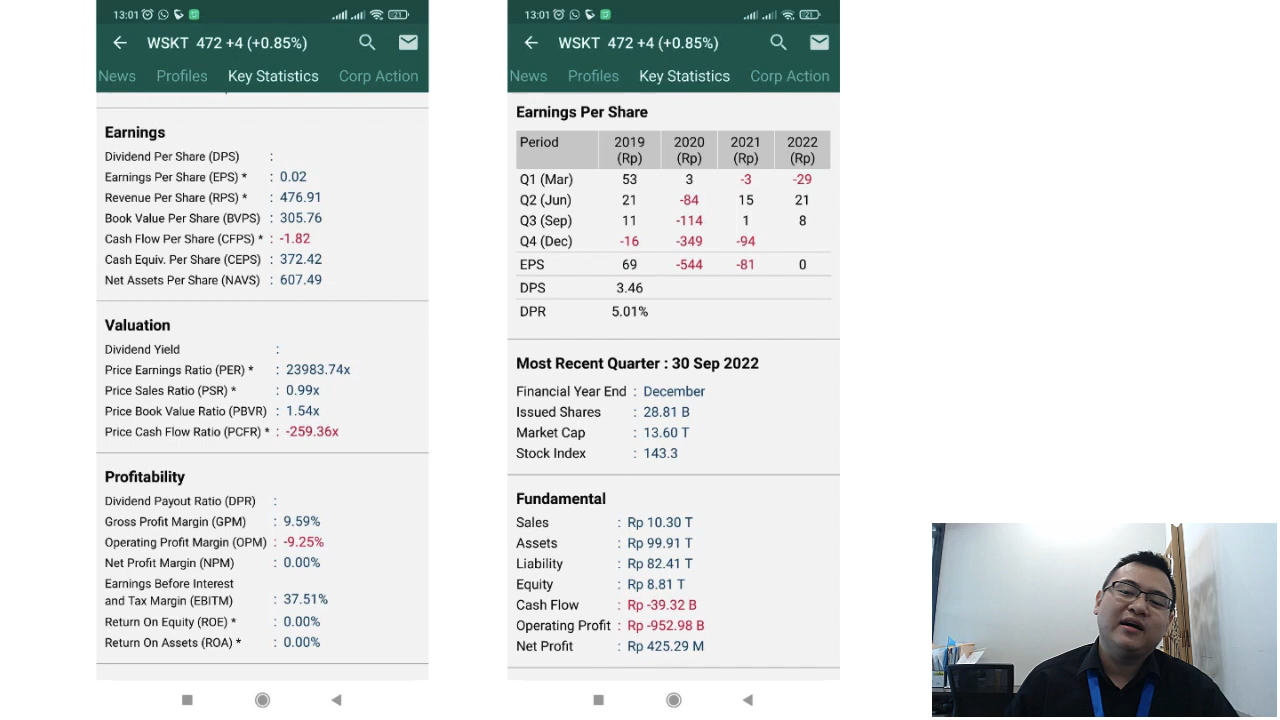 13:01
21
WSKT 472 +4 (+0.85%)
News Profiles Key Statistics Corp Action
Earnings
Dividend Per Share (DPS) :
Earnings Per Share (EPS) * : 0.02
Revenue Per Share (RPS) * : 476.91
Book Value Per Share (BVPS) : 305.76
Cash Flow Per Share (CFPS) * : -1.82
Cash Equiv. Per Share (CEPS) : 372.42
Net Assets Per Share (NAVS) : 607.49
Valuation
Dividend Yield :
Price Earnings Ratio (PER) * : 23983.74x
Price Sales Ratio (PSR) * : 0.99x
Price Book Value Ratio (PBVR) : 1.54x
Price Cash Flow Ratio (PCFR) * : -259.36x
Profitability
Dividend Payout Ratio (DPR) :
Gross Profit Margin (GPM) : 9.59%
Operating Profit Margin (OPM) : -9.25%
Net Profit Margin (NPM) : 0.00%
Earnings Before Interest
and Tax Margin (EBITM) : 37.51%
Return On Equity (ROE) * : 0.00%
Return On Assets (ROA) * : 0.00%
13:01
21
WSKT 472 +4 (+0.85%)
News Profiles Key Statistics Corp Action
Earnings Per Share
Period 2019 2020 2021 2022
(Rp) (Rp) (Rp) (Rp)
Q1 (Mar) 53 3 -3 -29
Q2 (Jun) 21 -84 15 21
Q3 (Sep) 11 -114 1 8
Q4 (Dec) -16 -349 -94
EPS 69 -544 -81 0
DPS 3.46
DPR 5.01%
Most Recent Quarter : 30 Sep 2022
Financial Year End : December
Issued Shares : 28.81 B
Market Cap : 13.60 T
Stock Index : 143.3
Fundamental
Sales : Rp 10.30 T
Assets : Rp 99.91 T
Liability : Rp 82.41 T
Equity : Rp 8.81 T
Cash Flow : Rp -39.32 B
Operating Profit : Rp -952.98 B
Net Profit : Rp 425.29 M